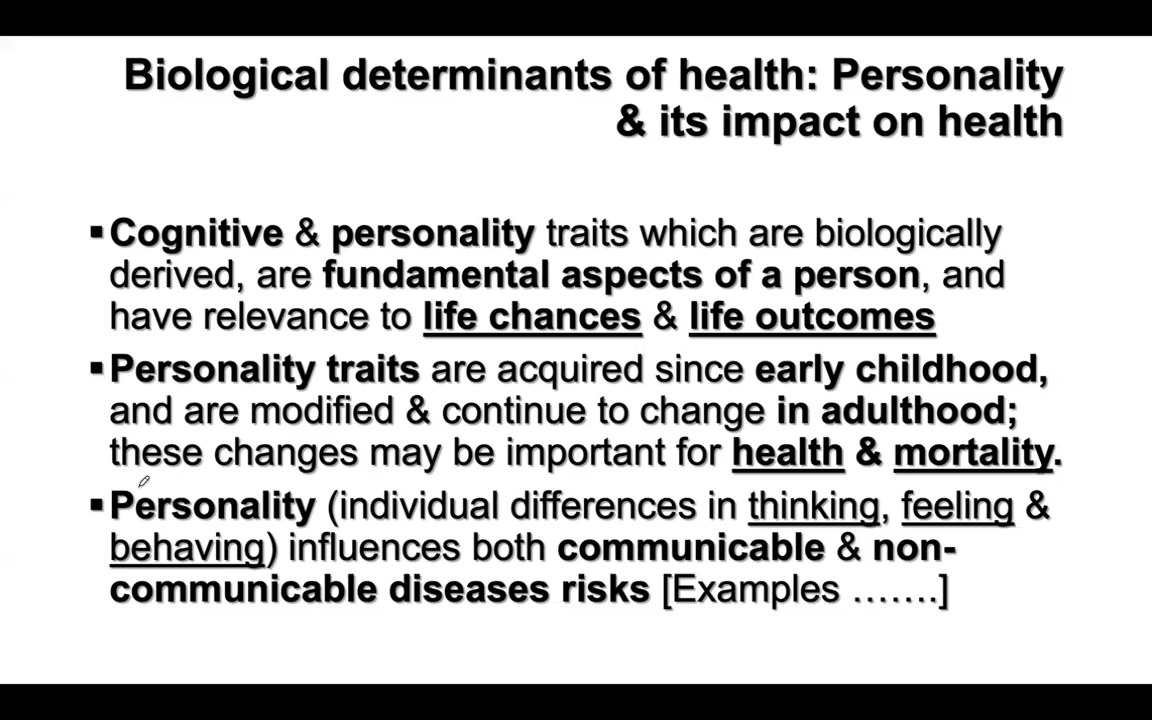 Biological determinants of health: Personality
& its impact on health
▪Cognitive & personality traits which are biologically
derived, are fundamental aspects of a person, and
have relevance to life chances & life outcomes
▪Personality traits are acquired since early childhood,
and are modified & continue to change in adulthood;
these changes may be important for health & mortality.
▪Personality (individual differences in thinking, feeling &
behaving) influences both communicable & non-
communicable diseases risks [Examples …….]